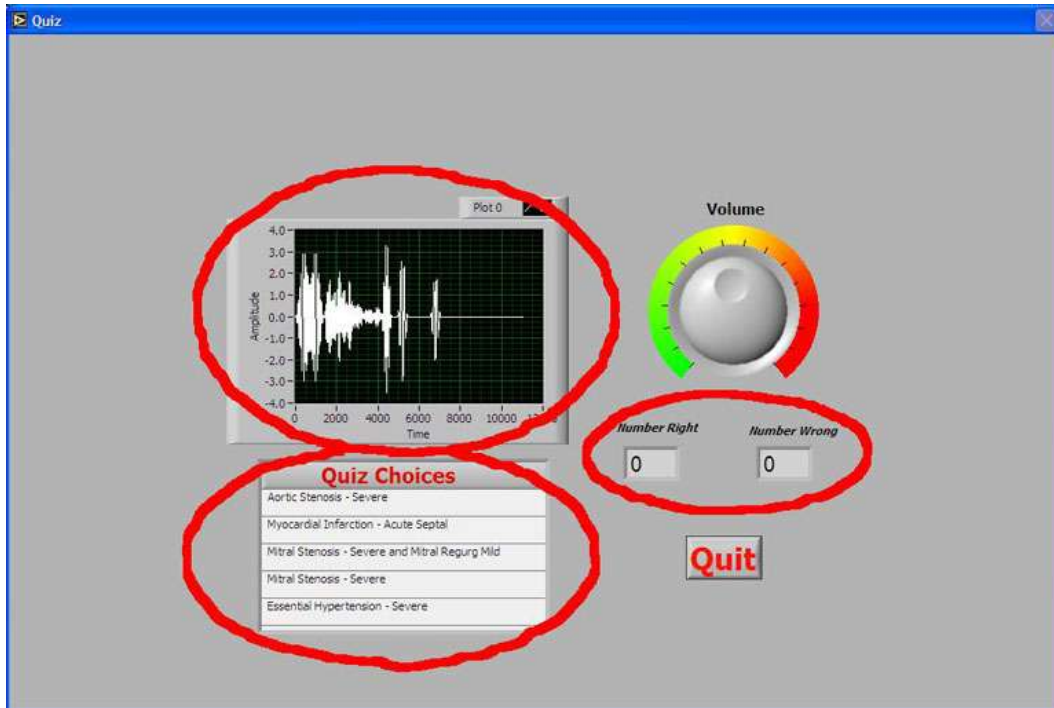 Quiz
Plot 0
Volume
4.0
3.0
2.0
1.0
0.0
-1.0
-2.0
-3.0
-4.0
Amplitude
0 2000 4000 6000 8000 10000
Time
Number Right Number Wrong
0 0
Quiz Choices
Aortic Stenosis - Severe
Myocardial Infarction - Acute Septal
Mitral Stenosis - Severe and Mitral Regurg Mild
Mitral Stenosis - Severe
Essential Hypertension - Severe
Quit